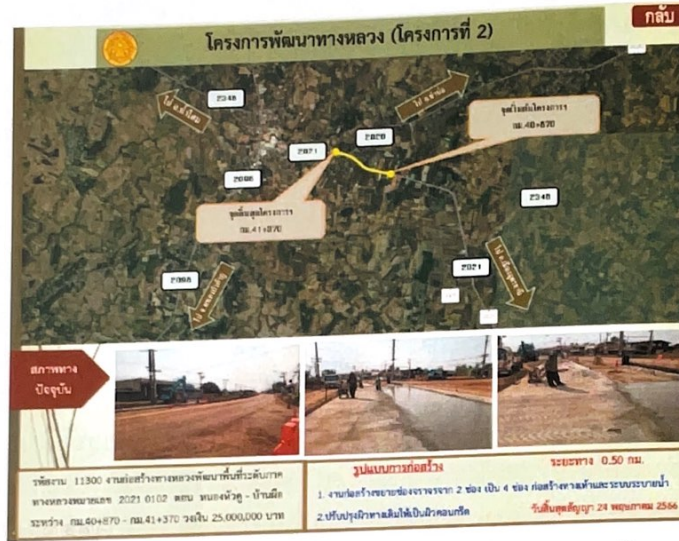 กลับ
โครงการพัฒนาทางหลวง (โครงการที่ 2)
2348
2021
2020
จุดเริ่มต้นโครงการฯ
กม.40+870
2098
2348
จุดสิ้นสุดโครงการฯ
กม.41+370
2098
2021
สภาพทาง
ปัจจุบัน
รหัสงาน 11300 งานก่อสร้างทางหลวงพัฒนาพื้นที่ระดับภาค
ทางหลวงหมายเลข 2021 0102 ตอน หนองหัวคู - บ้านผือ
ระหว่าง กม.40+870 - กม.41+370 วงเงิน 25,000,000 บาท
รูปแบบการก่อสร้าง
ระยะทาง 0.50 กม.
1. งานก่อสร้างขยายช่องจราจรจาก 2 ช่อง เป็น 4 ช่อง ก่อสร้างทางเท้าและระบบระบายน้ำ
2.ปรับปรุงผิวทางเดิมให้เป็นผิวคอนกรีต
วันสิ้นสุดสัญญา 24 พฤษภาคม 2566